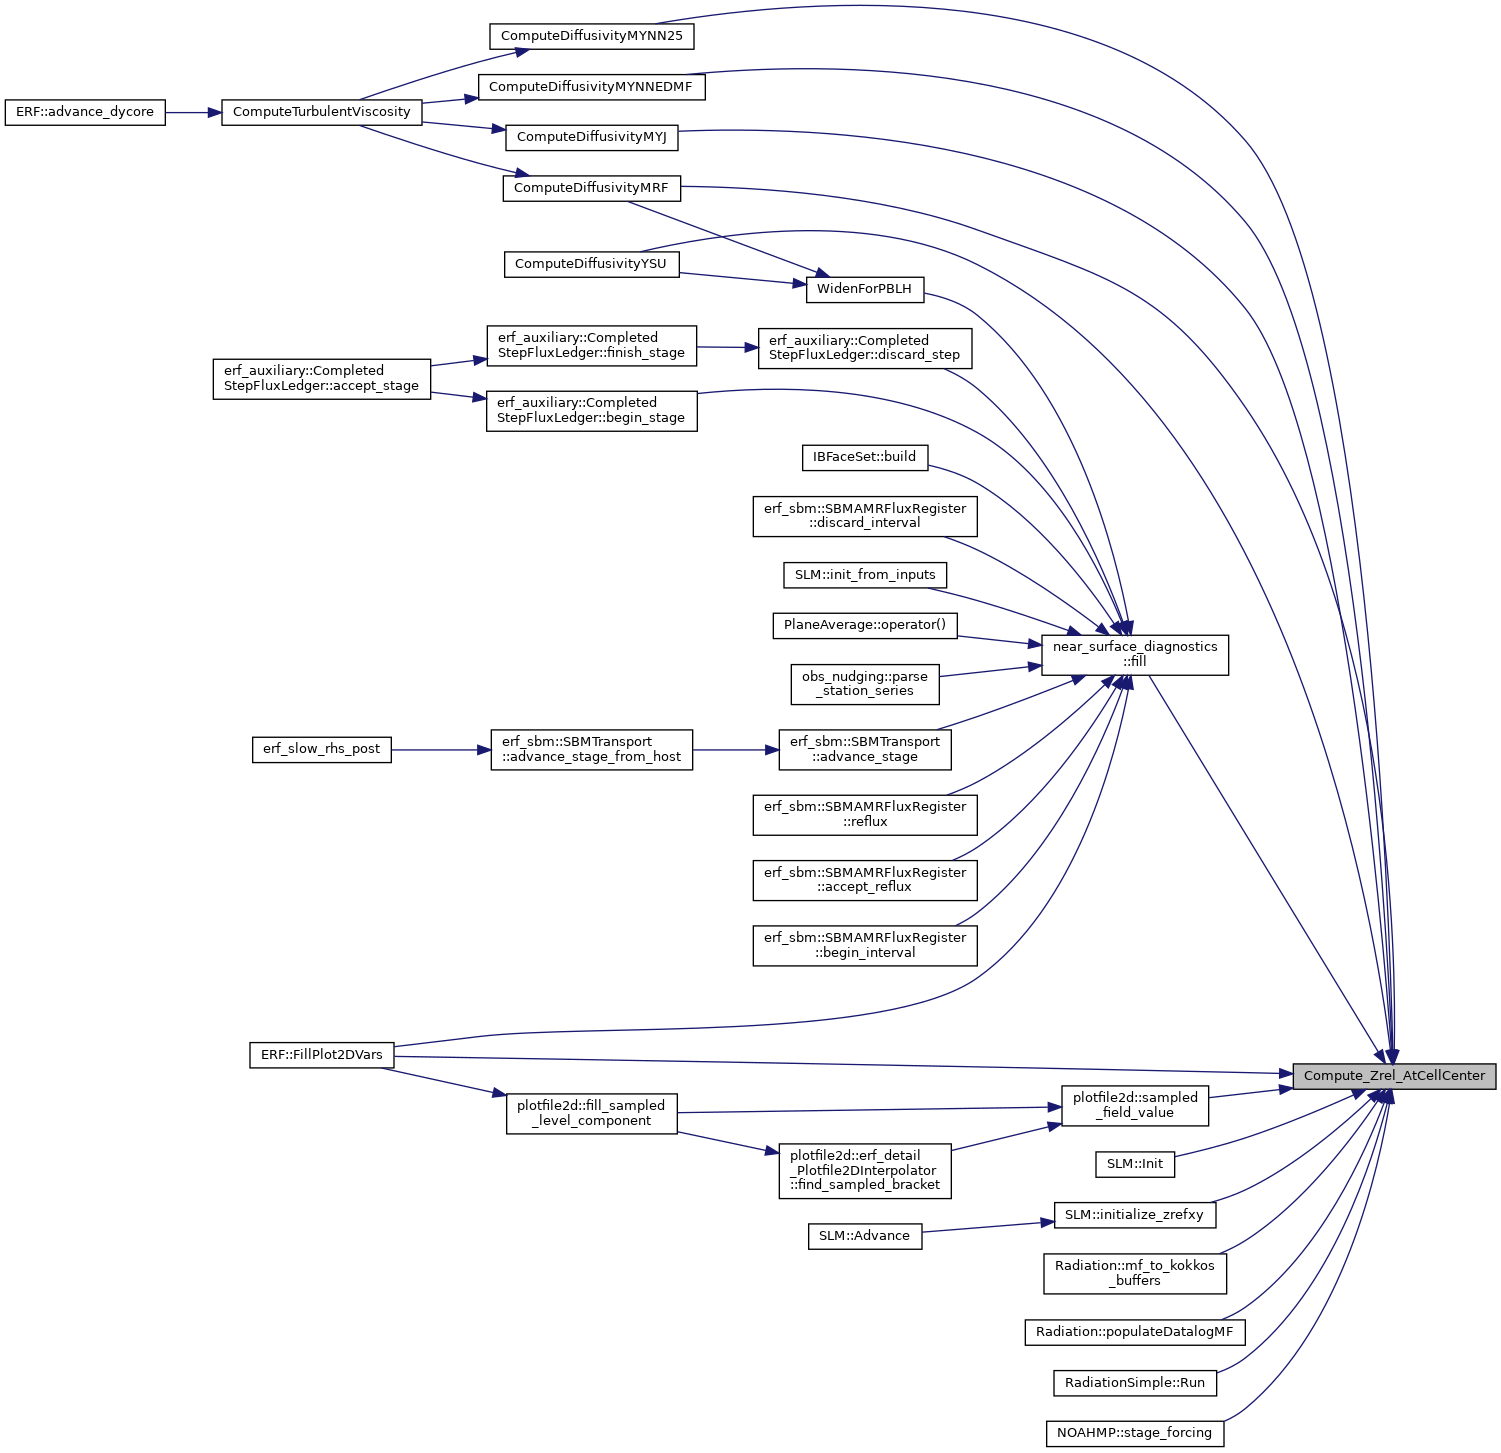 ComputeDiffusivityMYNN25
ComputeDiffusivityMYNNEDMF
ERF::advance_dycore
ComputeTurbulentViscosity
ComputeDiffusivityMYJ
ComputeDiffusivityMRF
ComputeDiffusivityYSU
WidenForPBLH
erf_auxiliary::Completed
StepFluxLedger::finish_stage
erf_auxiliary::Completed
StepFluxLedger::discard_step
erf_auxiliary::Completed
StepFluxLedger::accept_stage
erf_auxiliary::Completed
StepFluxLedger::begin_stage
IBFaceSet::build
erf_sbm::SBMAMRFluxRegister
::discard_interval
SLM::init_from_inputs
PlaneAverage::operator()
near_surface_diagnostics
::fill
obs_nudging::parse
_station_series
erf_slow_rhs_post
erf_sbm::SBMTransport
::advance_stage_from_host
erf_sbm::SBMTransport
::advance_stage
erf_sbm::SBMAMRFluxRegister
::reflux
erf_sbm::SBMAMRFluxRegister
::accept_reflux
erf_sbm::SBMAMRFluxRegister
::begin_interval
ERF::FillPlot2DVars
Compute_Zrel_AtCellCenter
plotfile2d::fill_sampled
_level_component
plotfile2d::sampled
_field_value
plotfile2d::erf_detail
_Plotfile2DInterpolator
::find_sampled_bracket
SLM::Init
SLM::initialize_zrefxy
SLM::Advance
Radiation::mf_to_kokkos
_buffers
Radiation::populateDatalogMF
RadiationSimple::Run
NOAHMP::stage_forcing